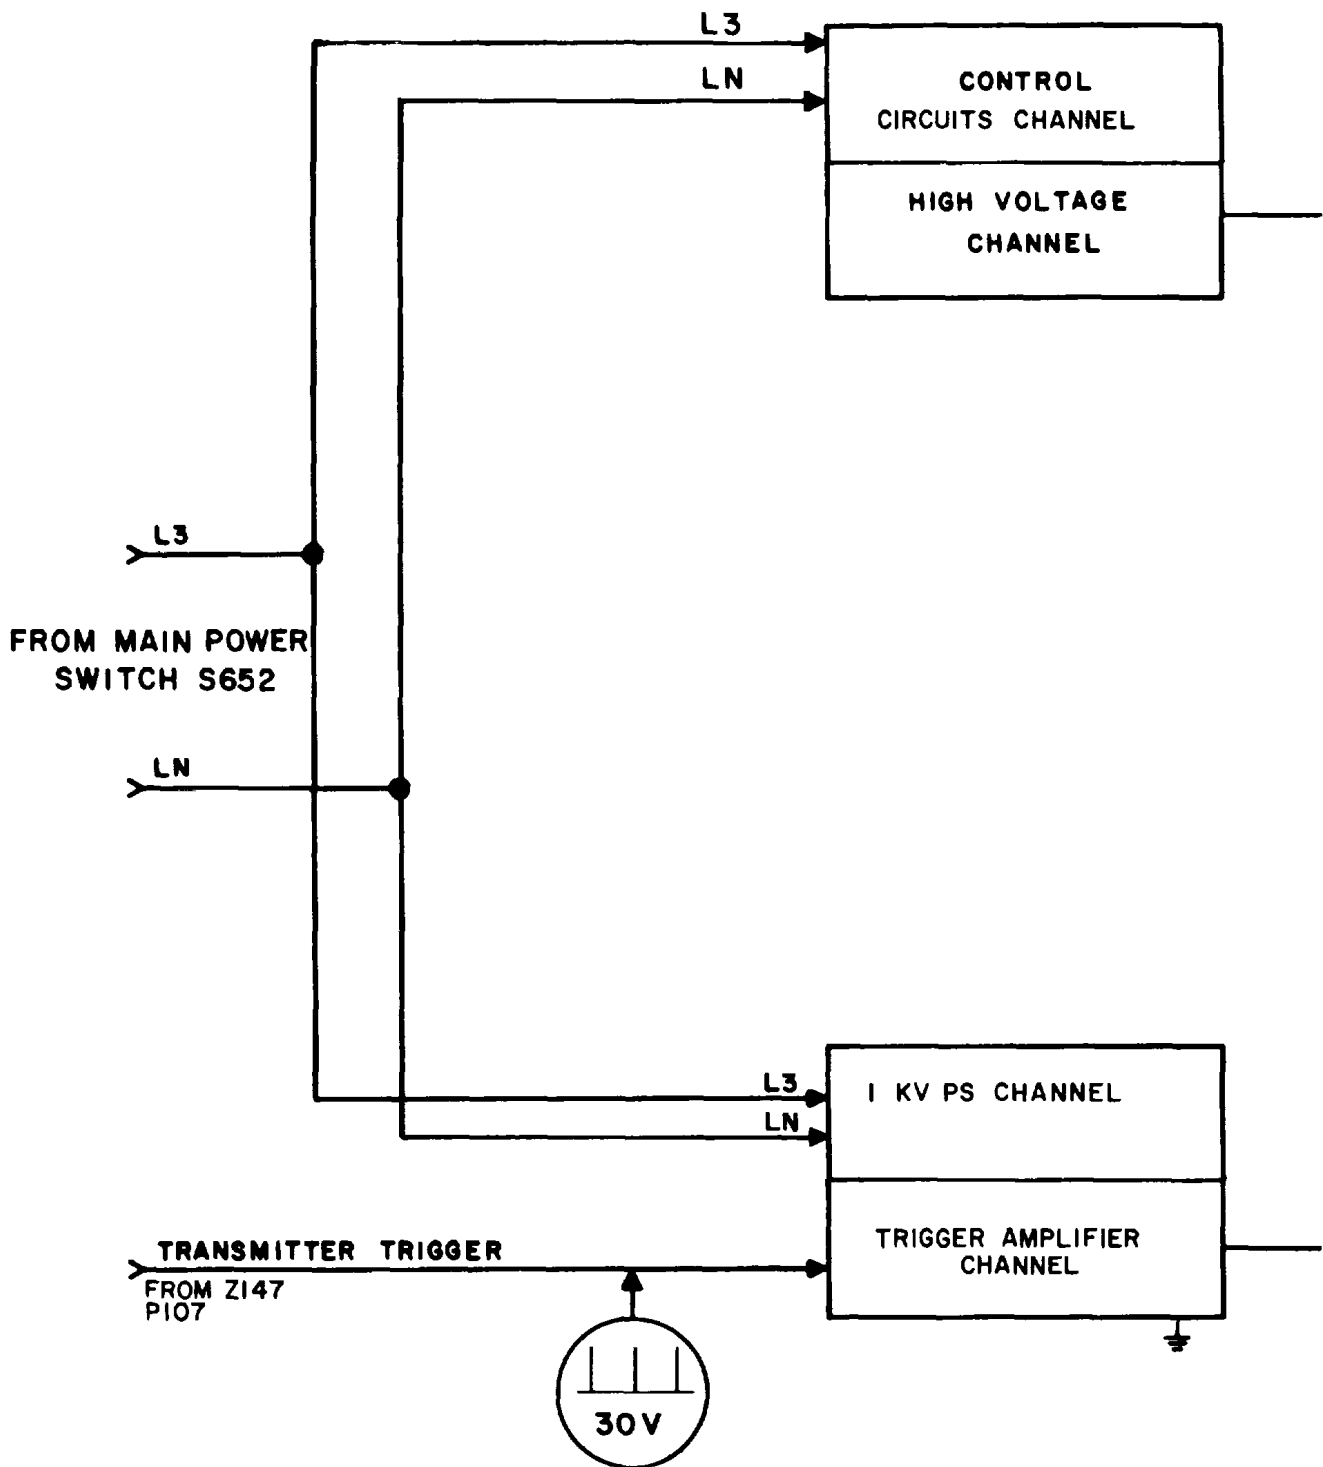 L3
LN
CONTROL
CIRCUITS CHANNEL
HIGH VOLTAGE
CHANNEL
L3
FROM MAIN POWER
SWITCH S652
LN
L3
LN
1 KV PS CHANNEL
TRANSMITTER TRIGGER
FROM Z147
P107
TRIGGER AMPLIFIER
CHANNEL
30V